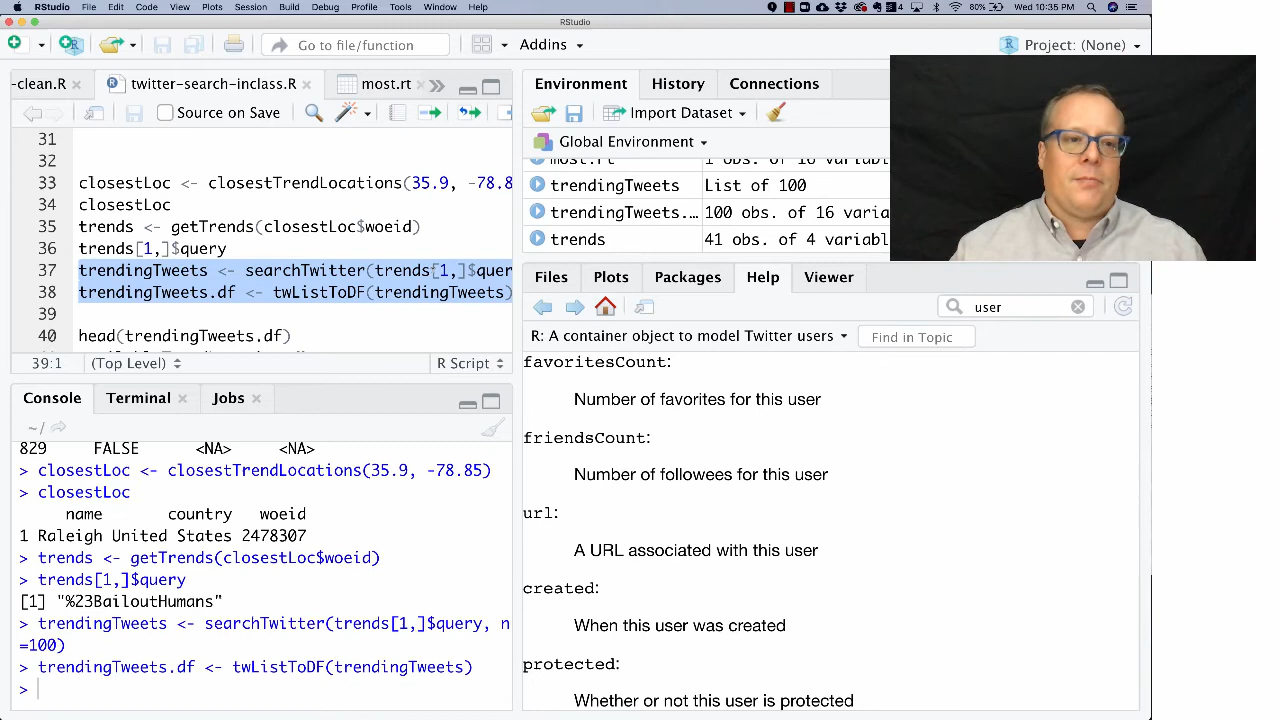 RStudio File Edit Code View Plots Session Build Debug Profile Tools Window Help 4 80% Wed 10:35 PM
RStudio
Go to file/function Addins Project: (None)
-clean.R twitter-search-inclass.R most.rt
Source on Save
31
32
33 closestLoc <- closestTrendLocations(35.9, -78.8
34 closestLoc
35 trends <- getTrends(closestLoc$woeid)
36 trends[1,]$query
37 trendingTweets <- searchTwitter(trends[1,]$quer
38 trendingTweets.df <- twListToDF(trendingTweets)
39
40 head(trendingTweets.df)
39:1 (Top Level) R Script
Console Terminal Jobs
~/
829 FALSE <NA> <NA>
> closestLoc <- closestTrendLocations(35.9, -78.85)
> closestLoc
name country woeid
1 Raleigh United States 2478307
> trends <- getTrends(closestLoc$woeid)
> trends[1,]$query
[1] "%23BailoutHumans"
> trendingTweets <- searchTwitter(trends[1,]$query, n
=100)
> trendingTweets.df <- twListToDF(trendingTweets)
>
Environment History Connections
Import Dataset
Global Environment
most.rt 1 obs. of 16 variabl
trendingTweets List of 100
trendingTweets.… 100 obs. of 16 varia
trends 41 obs. of 4 variabl
Files Plots Packages Help Viewer
user
R: A container object to model Twitter users Find in Topic
favoritesCount:
Number of favorites for this user
friendsCount:
Number of followees for this user
url:
A URL associated with this user
created:
When this user was created
protected:
Whether or not this user is protected